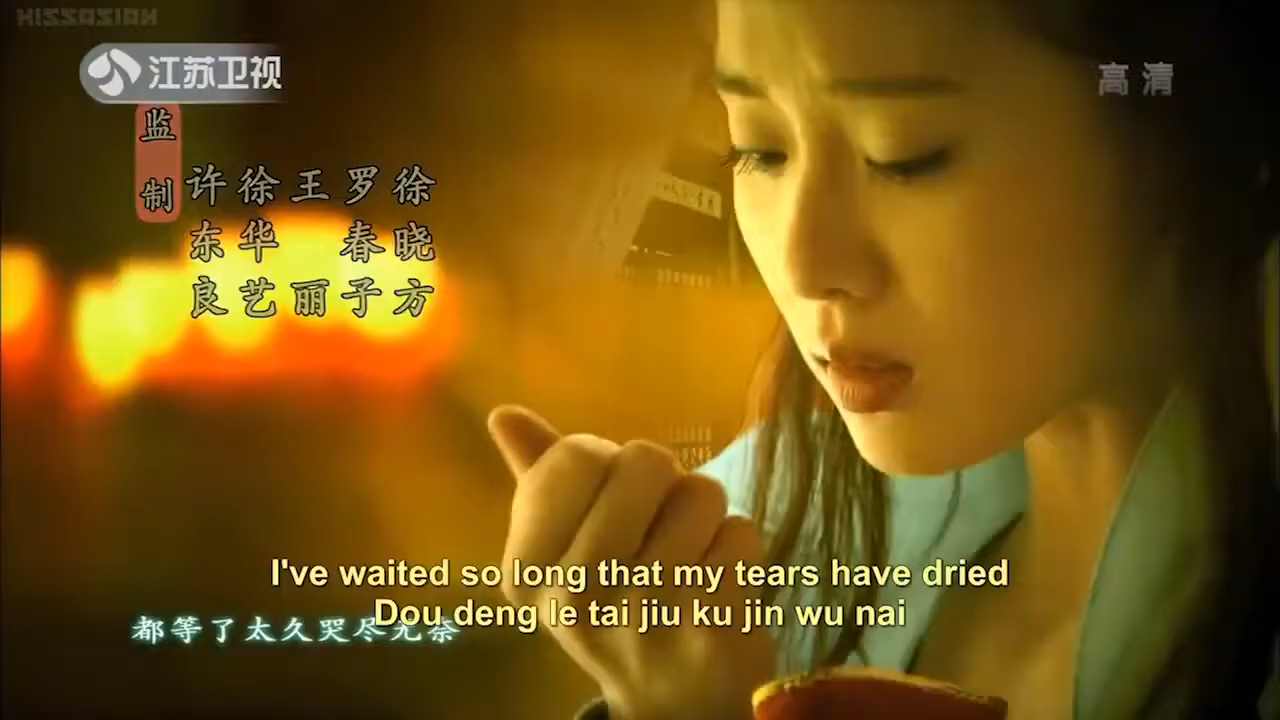 KISSASIAN
江苏卫视
高清
监制
许东良
徐华艺
王丽
罗春子
徐晓方
I've waited so long that my tears have dried
Dou deng le tai jiu ku jin wu nai
都等了太久哭尽无奈